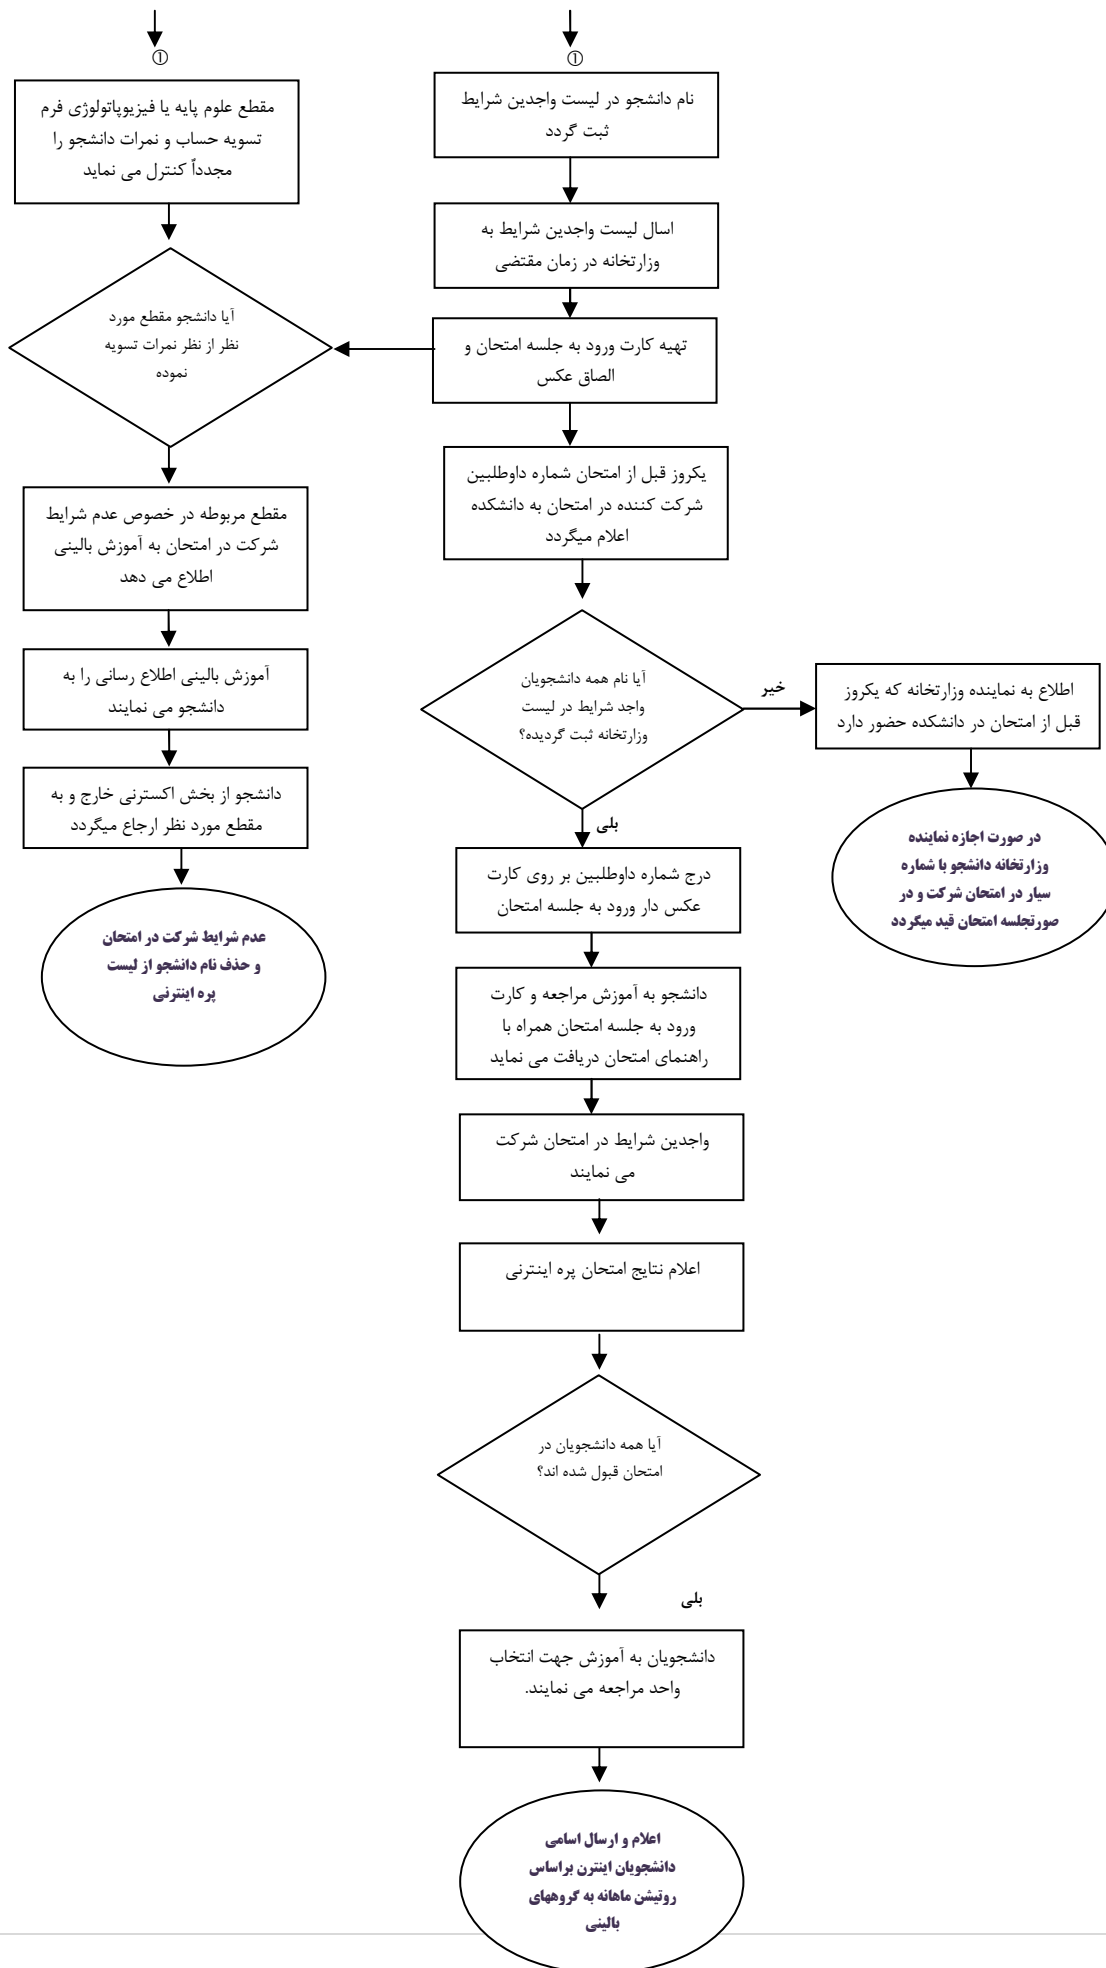 ①
نام دانشجو در لیست واجدین شرایط
ثبت گردد
اسال لیست واجدین شرایط به
وزارتخانه در زمان مقتضی
تهیه کارت ورود به جلسه امتحان و
الصاق عکس
یکروز قبل از امتحان شماره داوطلبین
شرکت کننده در امتحان به دانشکده
اعلام میگردد
آیا نام همه دانشجویان
واجد شرایط در لیست
وزارتخانه ثبت گردیده؟
خیر
اطلاع به نماینده وزارتخانه که یکروز
قبل از امتحان در دانشکده حضور دارد
در صورت اجازه نماینده
وزارتخانه دانشجو با شماره
سیار در امتحان شرکت و در
صورتجلسه امتحان قید میگردد
بلی
درج شماره داوطلبین بر روی کارت
عکس دار ورود به جلسه امتحان
دانشجو به آموزش مراجعه و کارت
ورود به جلسه امتحان همراه با
راهنمای امتحان دریافت می نماید
واجدین شرایط در امتحان شرکت
می نمایند
اعلام نتایج امتحان پره اینترنی
آیا همه دانشجویان در
امتحان قبول شده اند؟
بلی
دانشجویان به آموزش جهت انتخاب
واحد مراجعه می نمایند.
اعلام و ارسال اسامی
دانشجویان اینترن براساس
روتیشن ماهانه به گروههای
بالینی
①
مقطع علوم پایه یا فیزیوپاتولوژی فرم
تسویه حساب و نمرات دانشجو را
مجدداً کنترل می نماید
آیا دانشجو مقطع مورد
نظر از نظر نمرات تسویه
نموده
مقطع مربوطه در خصوص عدم شرایط
شرکت در امتحان به آموزش بالینی
اطلاع می دهد
آموزش بالینی اطلاع رسانی را به
دانشجو می نمایند
دانشجو از بخش اکسترنی خارج و به
مقطع مورد نظر ارجاع میگردد
عدم شرایط شرکت در امتحان
و حذف نام دانشجو از لیست
پره اینترنی